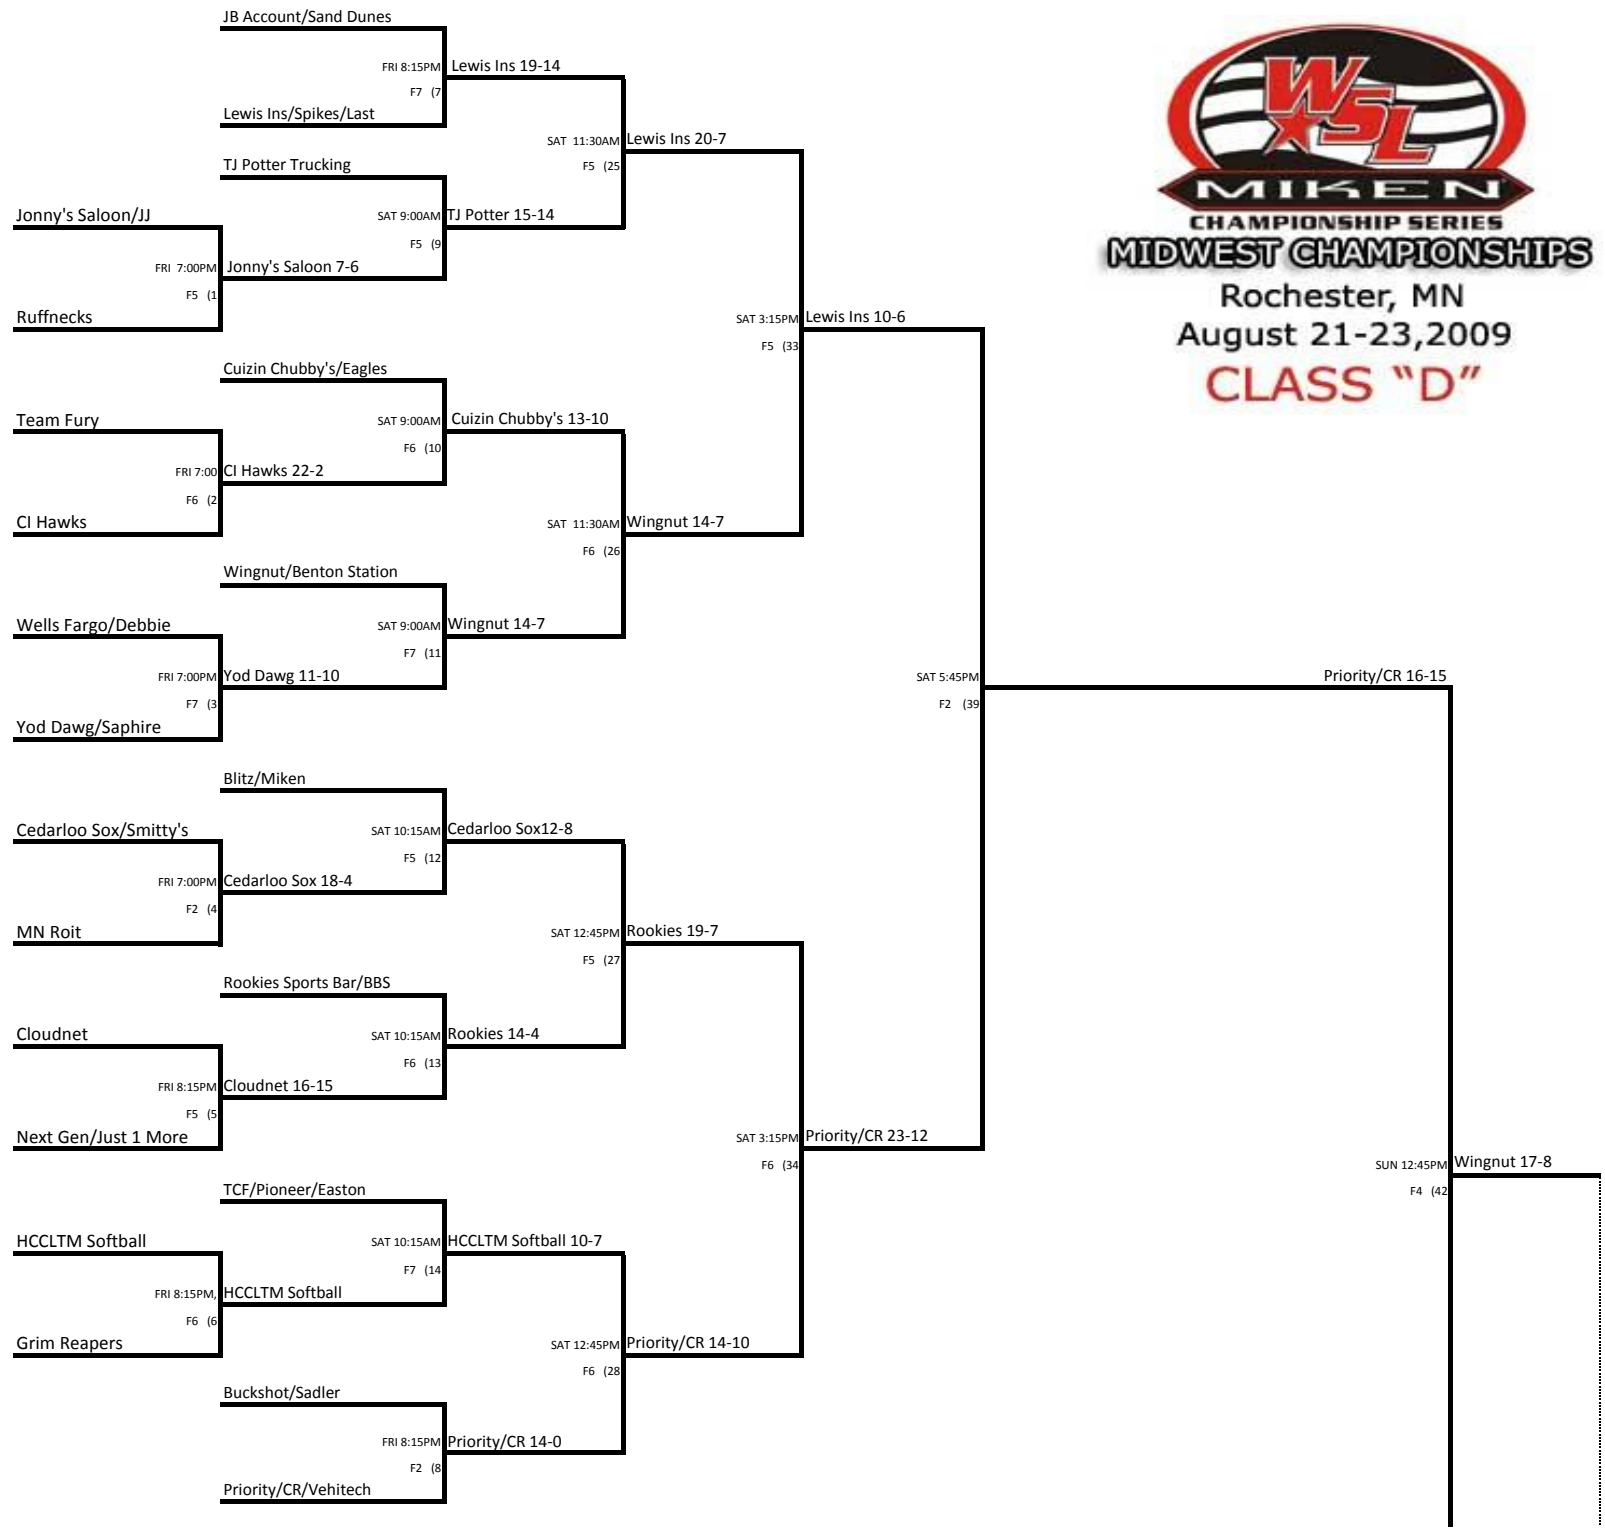 JB Account/Sand Dunes
FRI 8:15PM
Lewis Ins 19-14
F7 (7
Lewis Ins/Spikes/Last
SAT 11:30AM
Lewis Ins 20-7
F5 (25
TJ Potter Trucking
Jonny's Saloon/JJ
SAT 9:00AM
TJ Potter 15-14
F5 (9
FRI 7:00PM
Jonny's Saloon 7-6
F5 (1
Ruffnecks
SAT 3:15PM
Lewis Ins 10-6
F5 (33
Cuizin Chubby's/Eagles
Team Fury
SAT 9:00AM
Cuizin Chubby's 13-10
F6 (10
FRI 7:00
CI Hawks 22-2
F6 (2
CI Hawks
SAT 11:30AM
Wingnut 14-7
F6 (26
Wingnut/Benton Station
Wells Fargo/Debbie
SAT 9:00AM
Wingnut 14-7
F7 (11
FRI 7:00PM
Yod Dawg 11-10
F7 (3
Yod Dawg/Saphire
SAT 5:45PM
Priority/CR 16-15
F2 (39
Blitz/Miken
Cedarloo Sox/Smitty's
SAT 10:15AM
Cedarloo Sox12-8
F5 (12
FRI 7:00PM
Cedarloo Sox 18-4
F2 (4
MN Roit
SAT 12:45PM
Rookies 19-7
F5 (27
Rookies Sports Bar/BBS
Cloudnet
SAT 10:15AM
Rookies 14-4
F6 (13
FRI 8:15PM
Cloudnet 16-15
F5 (5
Next Gen/Just 1 More
SAT 3:15PM
Priority/CR 23-12
F6 (34
SUN 12:45PM
Wingnut 17-8
F4 (42
TCF/Pioneer/Easton
HCCLTM Softball
SAT 10:15AM
HCCLTM Softball 10-7
F7 (14
FRI 8:15PM,
HCCLTM Softball
F6 (6
Grim Reapers
SAT 12:45PM
Priority/CR 14-10
F6 (28
Buckshot/Sadler
FRI 8:15PM
Priority/CR 14-0
F2 (8
Priority/CR/Vehitech
WSL
MIKEN
CHAMPIONSHIP SERIES
MIDWEST CHAMPIONSHIPS
Rochester, MN
August 21-23,2009
CLASS “D”